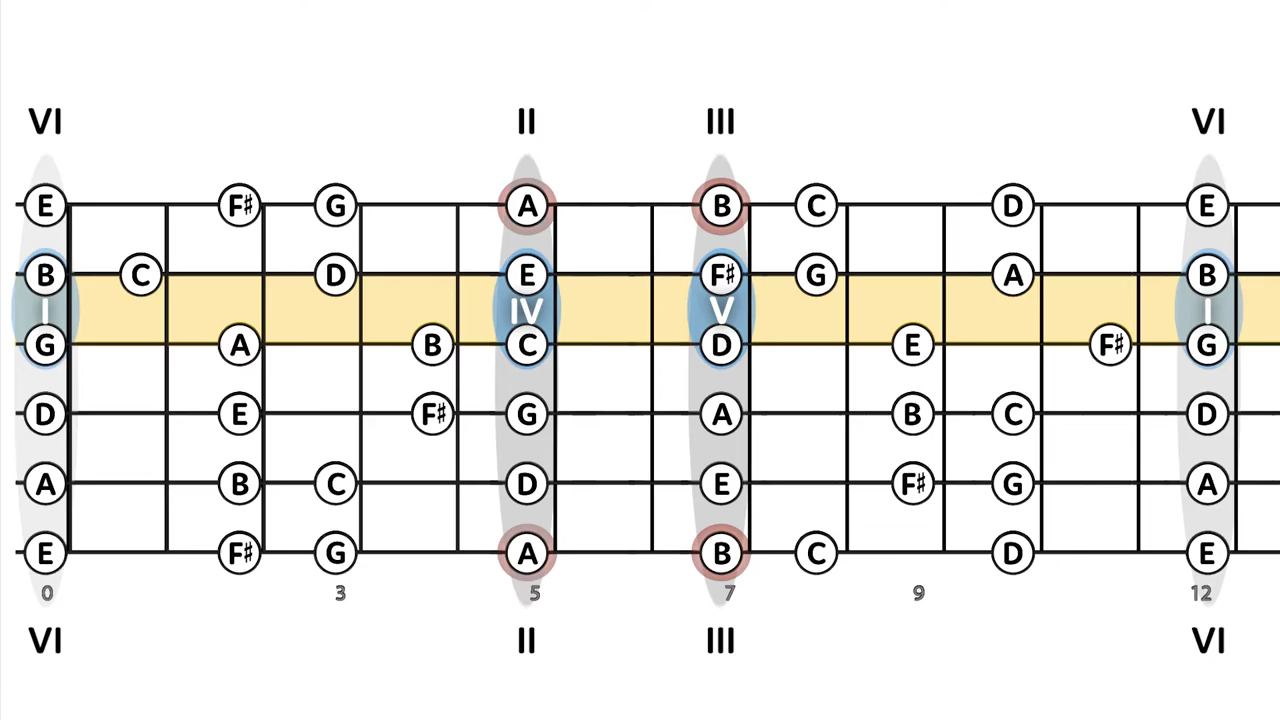 VI II III VI
E F♯ G A B C D E
B C D E F♯ G A B
I IV V I
G A B C D E F♯ G
D E F♯ G A B C D
A B C D E F♯ G A
E F♯ G A B C D E
0 3 5 7 9 12
VI II III VI